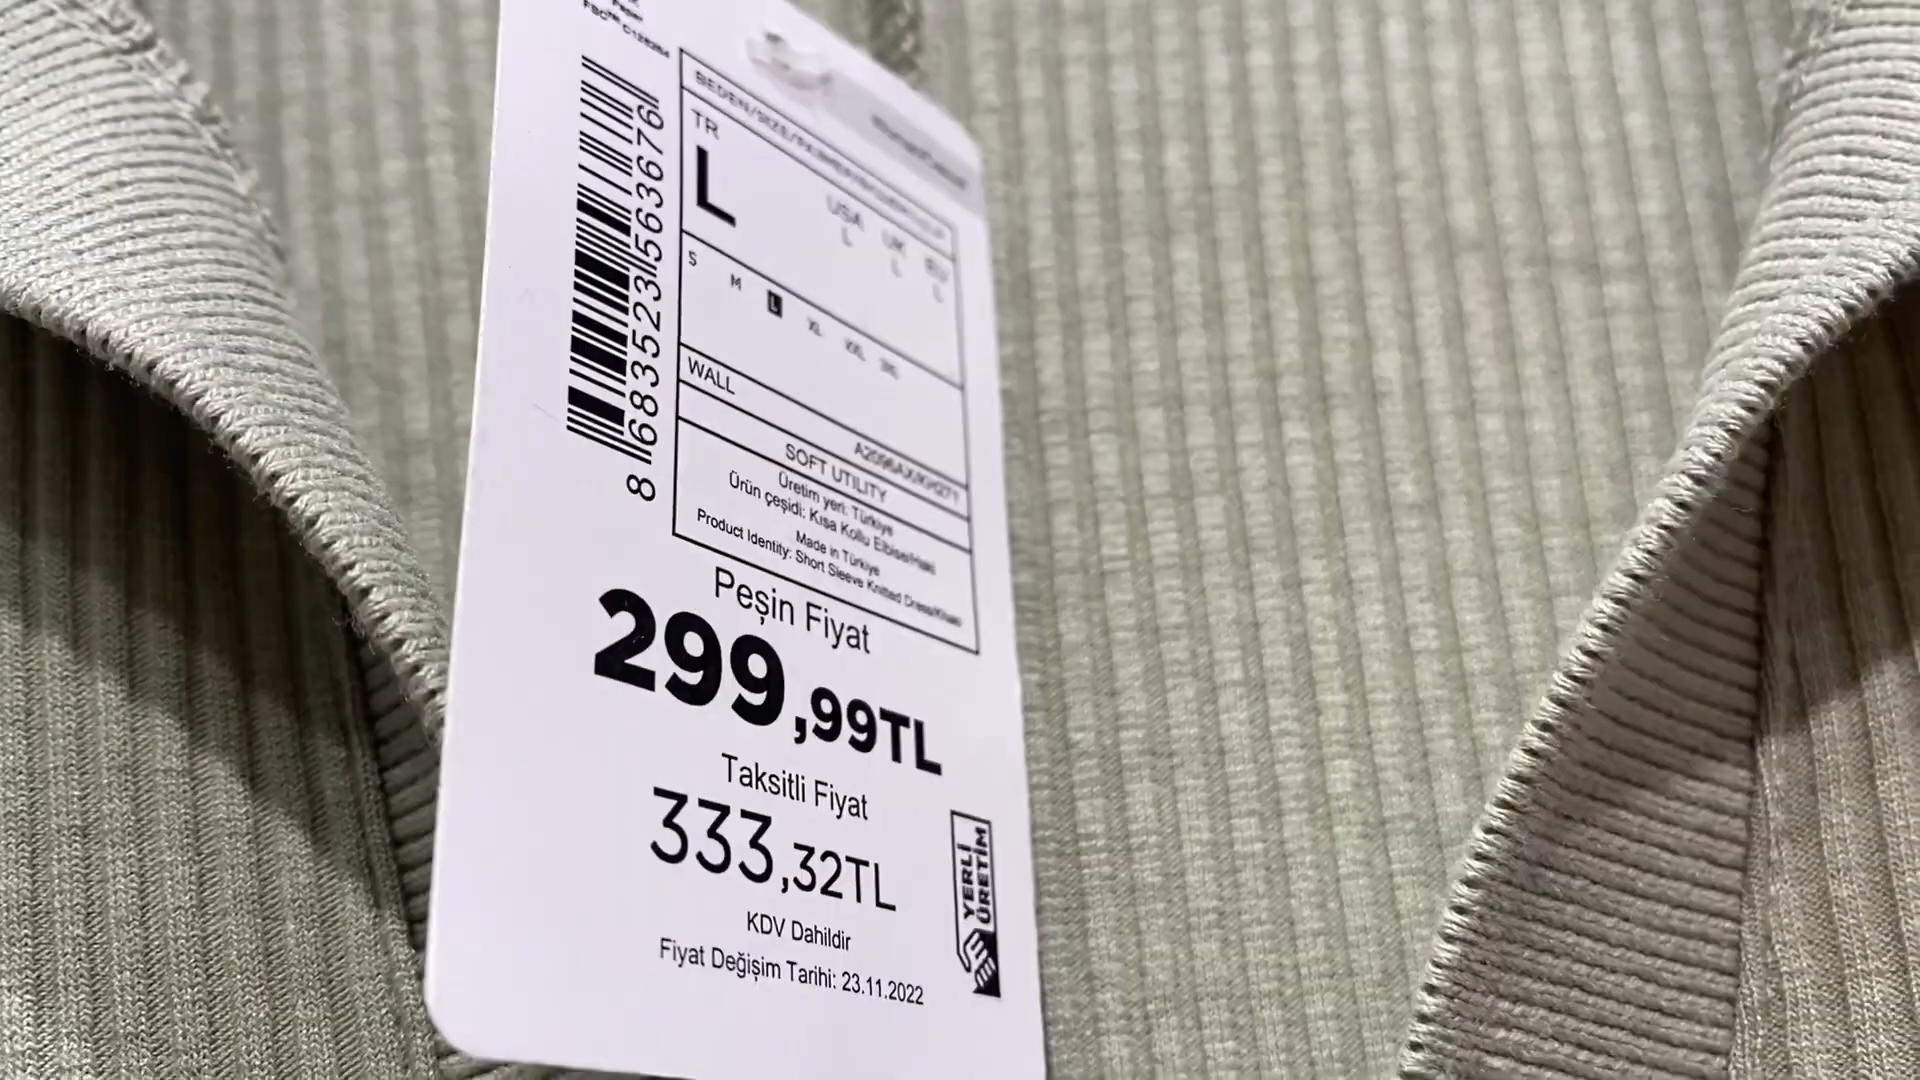 8 683523 563676
TR
L
USA
L
UK
L
EU
L
S M L XL XXL
WALL
SOFT UTILITY
Üretim yeri: Türkiye
Ürün çeşidi: Kısa Kollu Elbise/Haki
Made in Türkiye
Product Identity: Short Sleeve Knitted Dress/Khaki
Peşin Fiyat
299,99TL
Taksitli Fiyat
333,32TL
KDV Dahildir
Fiyat Değişim Tarihi: 23.11.2022
YERLİ
ÜRETİM